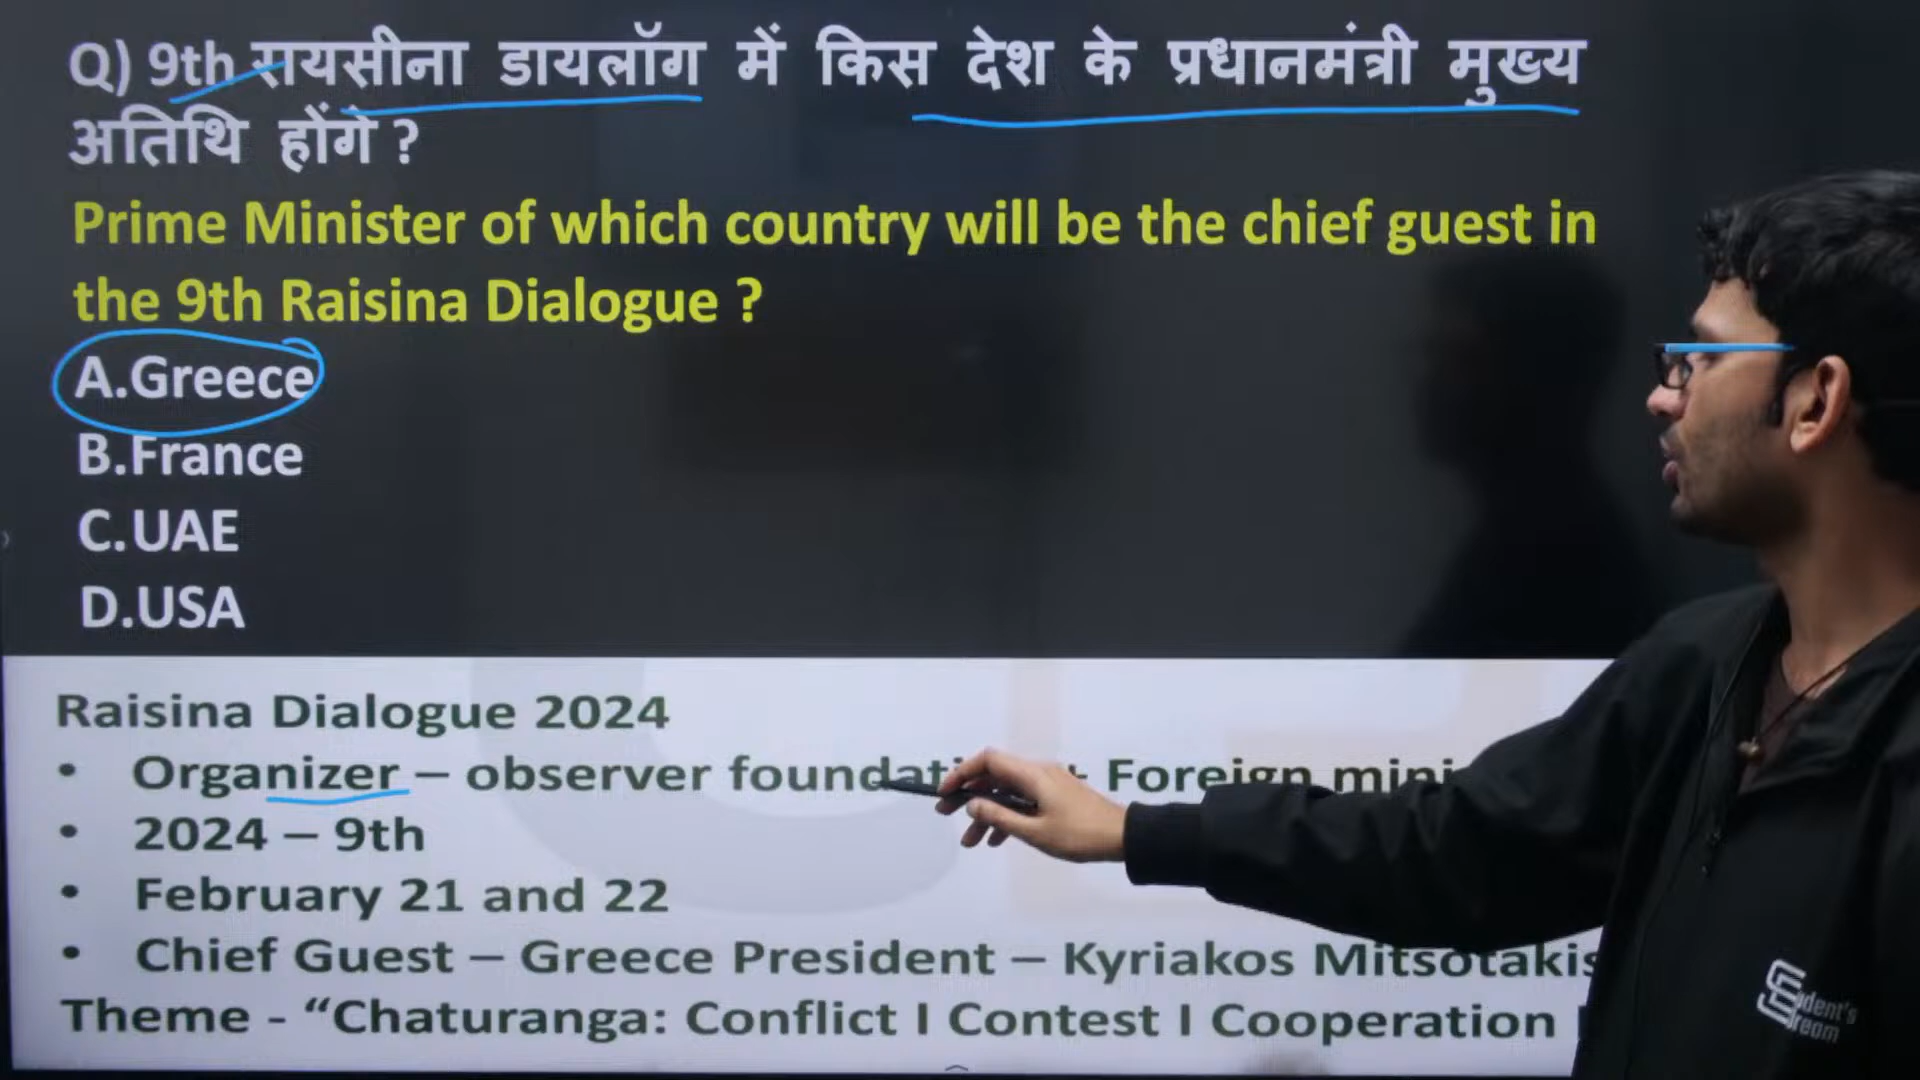 Q) 9th रायसीना डायलॉग में किस देश के प्रधानमंत्री मुख्य
अतिथि होंगे ?
Prime Minister of which country will be the chief guest in
the 9th Raisina Dialogue ?
A.Greece
B.France
C.UAE
D.USA
Raisina Dialogue 2024
• Organizer – observer Foreign
• 2024 – 9th
• February 21 and 22
• Chief Guest – Greece President – Kyriakos Mitsotakis
Theme - “Chaturanga: Conflict I Contest I Cooperation